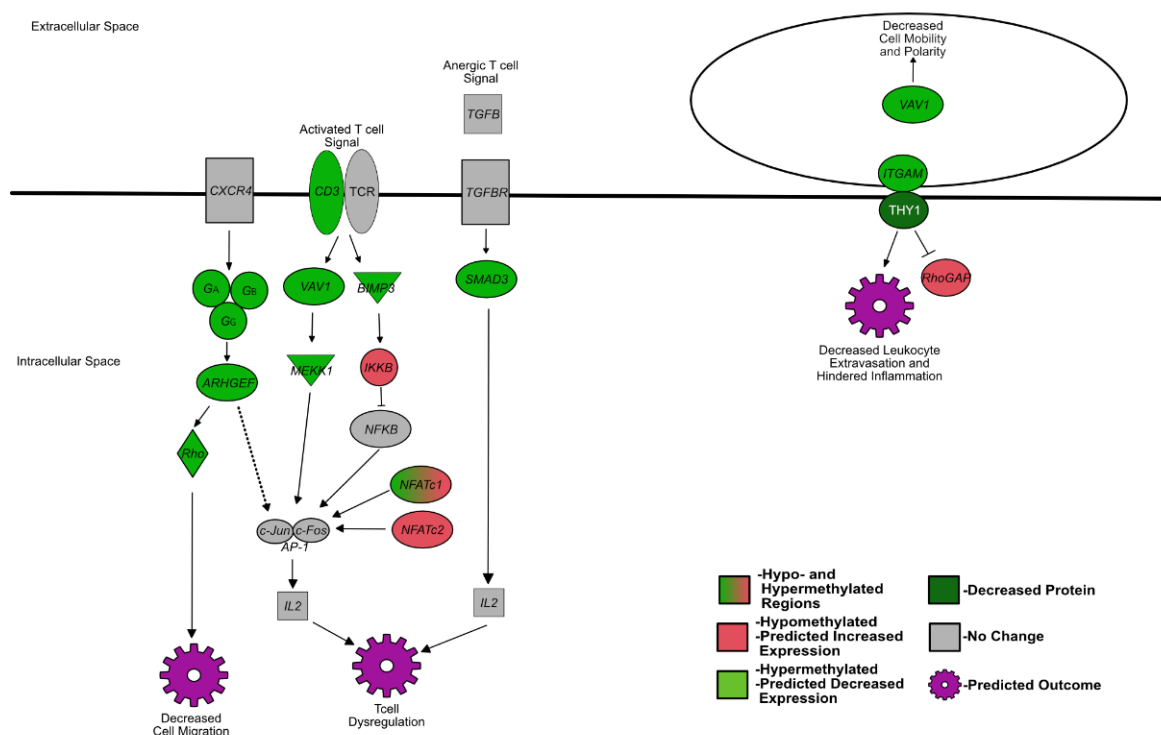 Extracellular Space
Decreased
Cell Mobility
and Polarity
VAV1
ITGAM
THY1
RhoGAP
Decreased Leukocyte
Extravasation and
Hindered Inflammation
Anergic T cell
Signal
TGFB
TGFBR
SMAD3
IL2
Activated T cell
Signal
CD3
TCR
VAV1
BIMP3
MEKK1
IKKB
NFKB
NFATc1
NFATc2
c-Jun
c-Fos
AP-1
IL2
Tcell
Dysregulation
CXCR4
GA
GB
GG
Intracellular Space
ARHGEF
Rho
Decreased
Cell Migration
-Hypo- and
Hypermethylated
Regions
-Hypomethylated
-Predicted Increased
Expression
-Hypermethylated
-Predicted Decreased
Expression
-Decreased Protein
-No Change
-Predicted Outcome